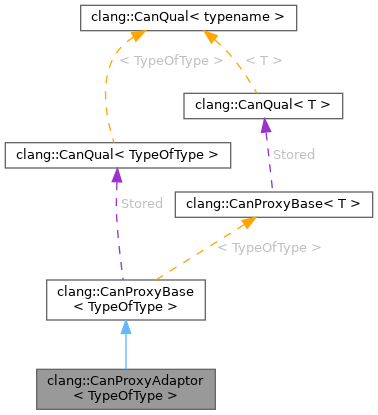 clang::CanQual< typename >
< TypeOfType >
< T >
clang::CanQual< T >
clang::CanQual< TypeOfType >
Stored
Stored
clang::CanProxyBase< T >
< TypeOfType >
clang::CanProxyBase
< TypeOfType >
clang::CanProxyAdaptor
< TypeOfType >